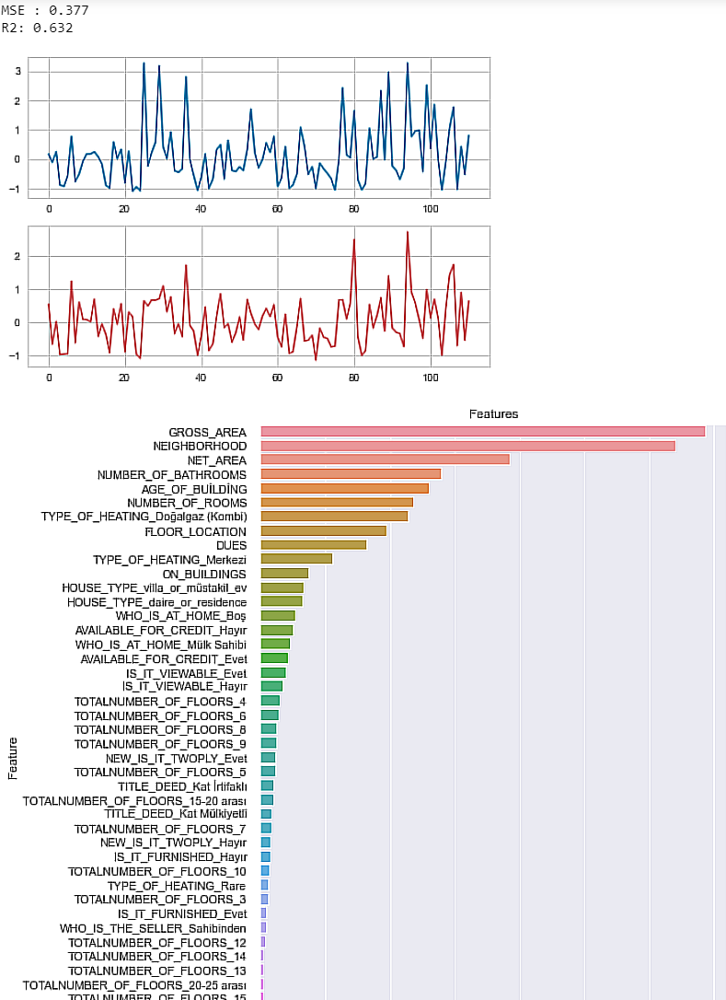 MSE : 0.377
R2: 0.632
3
2
1
0
−1
0 20 40 60 80 100
2
1
0
−1
0 20 40 60 80 100
Features
GROSS_AREA
NEIGHBORHOOD
NET_AREA
NUMBER_OF_BATHROOMS
AGE_OF_BUİLDİNG
NUMBER_OF_ROOMS
TYPE_OF_HEATING_Doğalgaz (Kombi)
FLOOR_LOCATION
DUES
TYPE_OF_HEATING_Merkezi
ON_BUILDINGS
HOUSE_TYPE_villa_or_müstakil_ev
HOUSE_TYPE_daire_or_residence
WHO_IS_AT_HOME_Boş
AVAILABLE_FOR_CREDIT_Hayır
WHO_IS_AT_HOME_Mülk Sahibi
AVAILABLE_FOR_CREDIT_Evet
IS_IT_VIEWABLE_Evet
IS_IT_VIEWABLE_Hayır
TOTALNUMBER_OF_FLOORS_4
TOTALNUMBER_OF_FLOORS_6
TOTALNUMBER_OF_FLOORS_8
TOTALNUMBER_OF_FLOORS_9
NEW_IS_IT_TWOPLY_Evet
TOTALNUMBER_OF_FLOORS_5
TITLE_DEED_Kat İrtifaklı
TOTALNUMBER_OF_FLOORS_15-20 arası
TITLE_DEED_Kat Mülkiyetli
TOTALNUMBER_OF_FLOORS_7
NEW_IS_IT_TWOPLY_Hayır
IS_IT_FURNISHED_Hayır
TOTALNUMBER_OF_FLOORS_10
TYPE_OF_HEATING_Rare
TOTALNUMBER_OF_FLOORS_3
IS_IT_FURNISHED_Evet
WHO_IS_THE_SELLER_Sahibinden
TOTALNUMBER_OF_FLOORS_12
TOTALNUMBER_OF_FLOORS_14
TOTALNUMBER_OF_FLOORS_13
TOTALNUMBER_OF_FLOORS_20-25 arası
TOTALNUMBER_OF_FLOORS_15
Feature